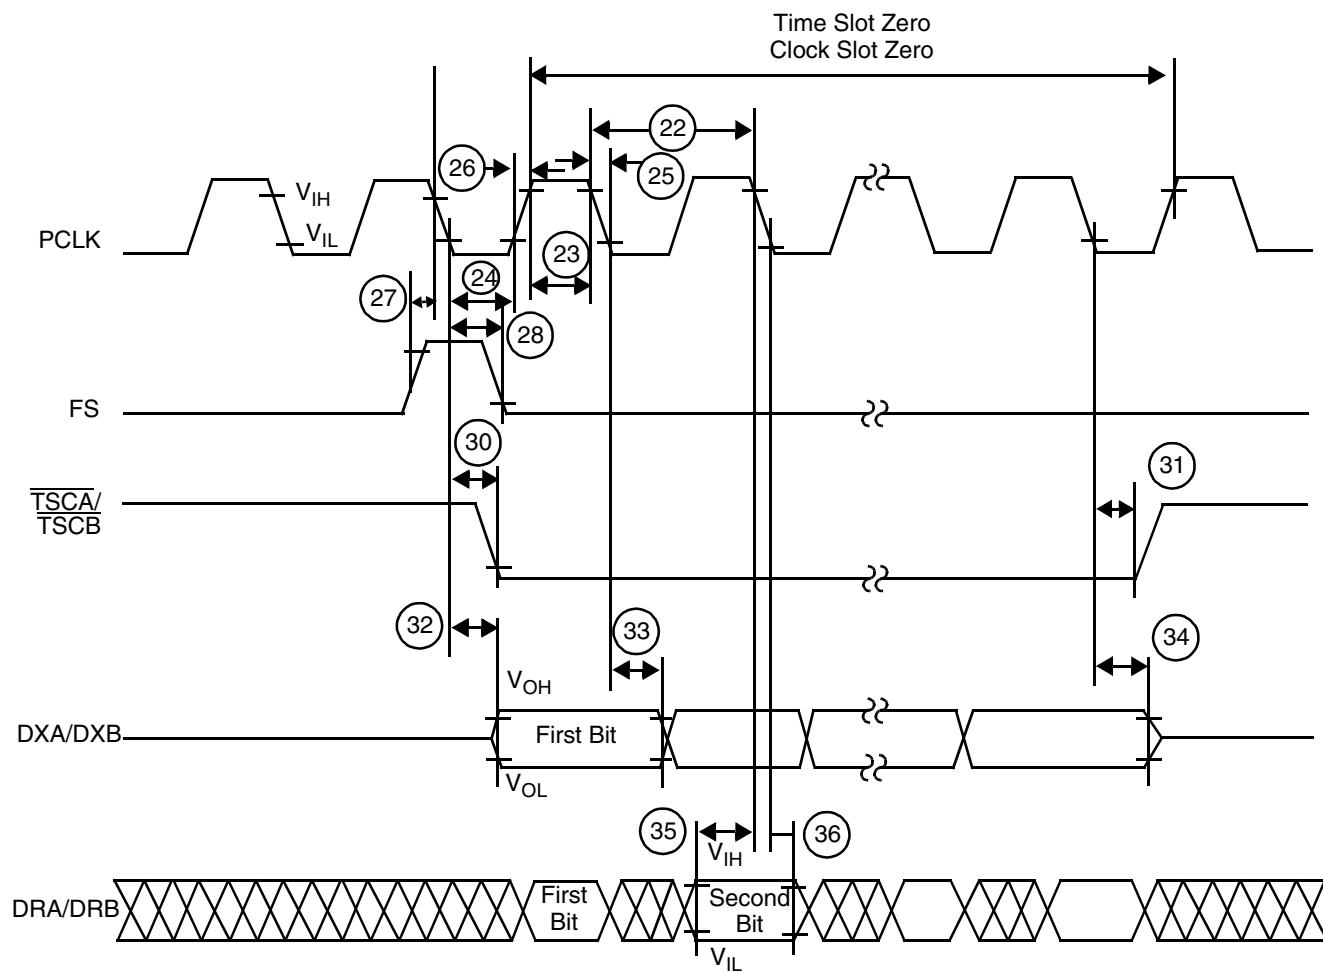 Time Slot Zero
Clock Slot Zero
22
26
25
VIH
VIL
PCLK
23
24
27
28
FS
30
31
TSCA/
TSCB
32
33
34
VOH
DXA/DXB
First Bit
VOL
35
36
VIH
DRA/DRB
First
Bit
Second
Bit
VIL